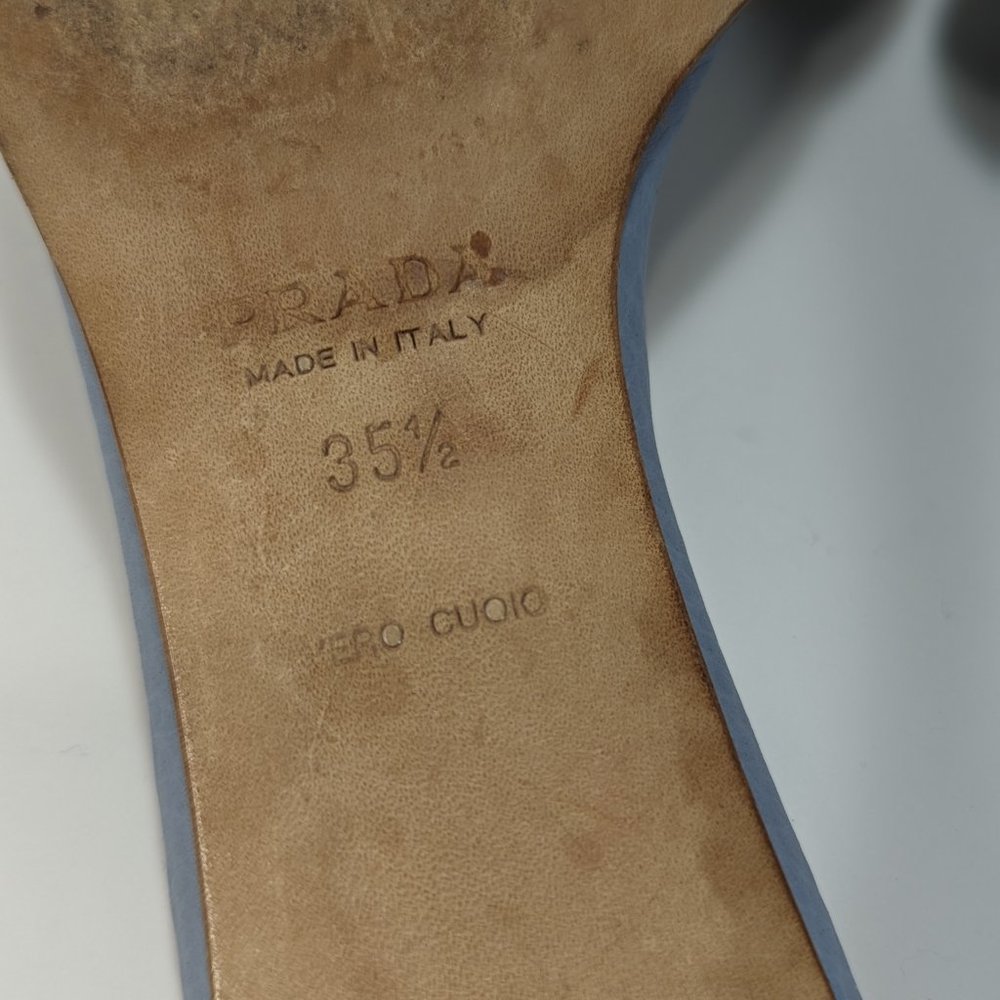 PRADA
MADE IN ITALY
35½
VERO CUOIO